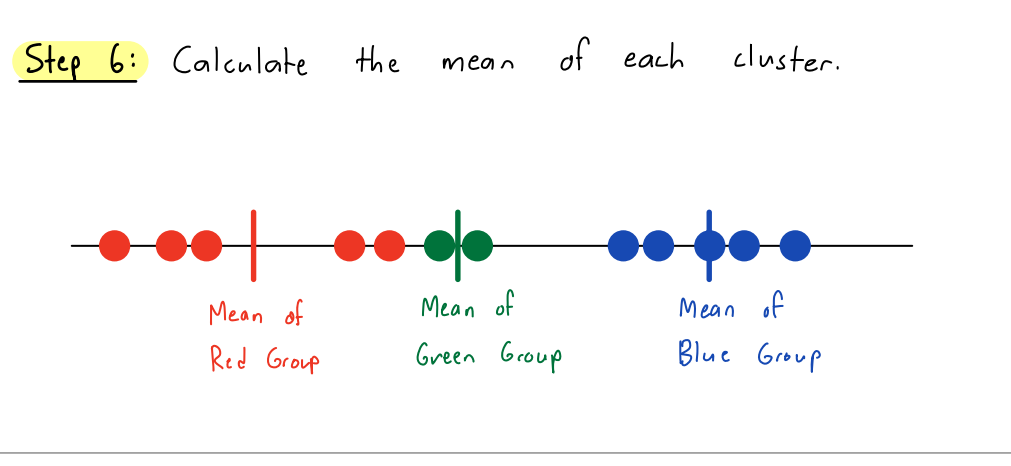 Step 6: Calculate the mean of each cluster.
Mean of
Red Group
Mean of
Green Group
Mean of
Blue Group